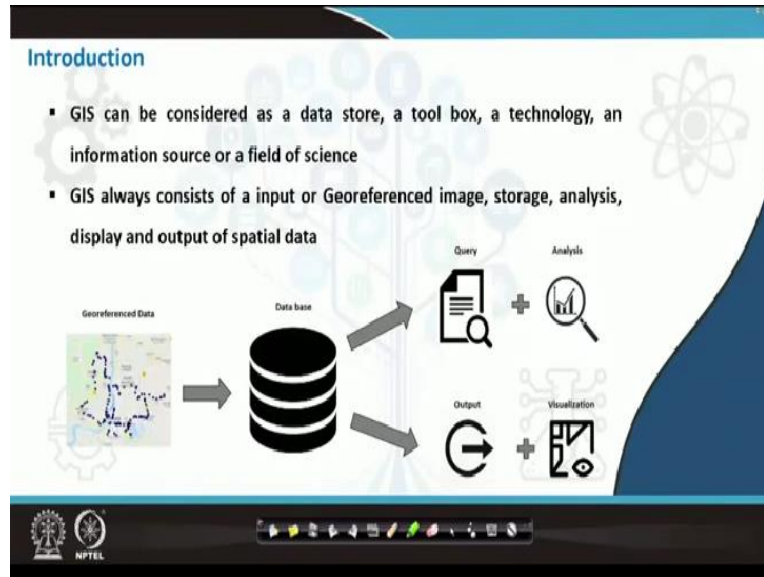 Introduction
▪ GIS can be considered as a data store, a tool box, a technology, an
information source or a field of science
▪ GIS always consists of a input or Georeferenced image, storage, analysis,
display and output of spatial data
Query
Analysis
Georeferenced Data
Data base
Output
Visualization
NPTEL